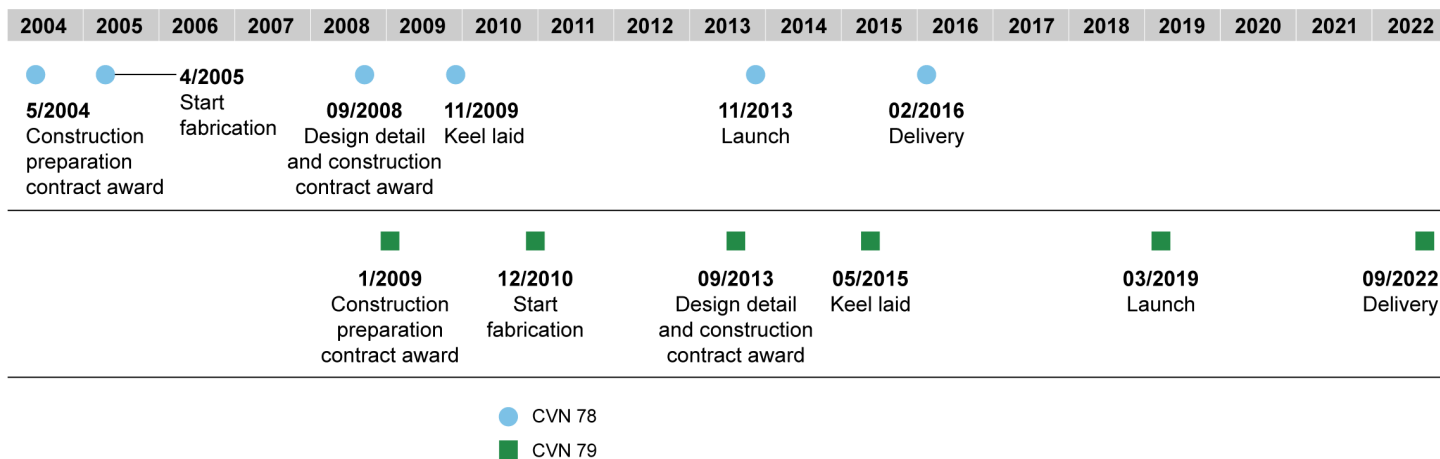 2004 2005 2006 2007 2008 2009 2010 2011 2012 2013 2014 2015 2016 2017 2018 2019 2020 2021 2022
5/2004
Construction
preparation
contract award
4/2005
Start
fabrication
09/2008
Design detail
and construction
contract award
11/2009
Keel laid
11/2013
Launch
02/2016
Delivery
1/2009
Construction
preparation
contract award
12/2010
Start
fabrication
09/2013
Design detail
and construction
contract award
05/2015
Keel laid
03/2019
Launch
09/2022
Delivery
CVN 78
CVN 79